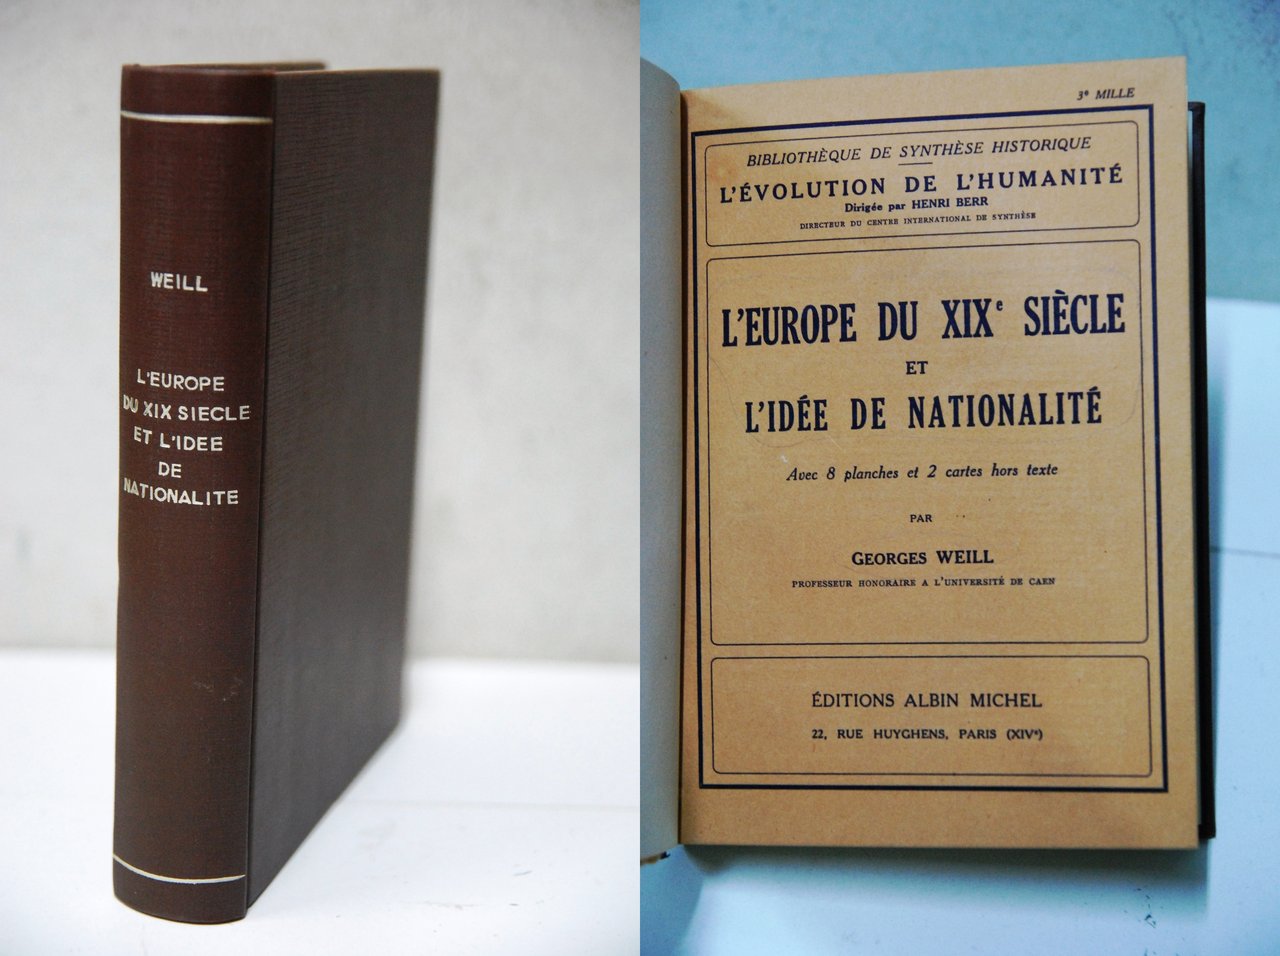 WEILL
L'EUROPE
DU XIX SIECLE
ET L'IDEE
DE
NATIONALITE
3e MILLE
BIBLIOTHÈQUE DE SYNTHÈSE HISTORIQUE
L'ÉVOLUTION DE L'HUMANITÉ
Dirigée par HENRI BERR
DIRECTEUR DU CENTRE INTERNATIONAL DE SYNTHÈSE
L'EUROPE DU XIXe SIÈCLE
ET
L'IDÉE DE NATIONALITÉ
Avec 8 planches et 2 cartes hors texte
PAR
GEORGES WEILL
PROFESSEUR HONORAIRE A L'UNIVERSITÉ DE CAEN
ÉDITIONS ALBIN MICHEL
22, RUE HUYGHENS, PARIS (XIVe)